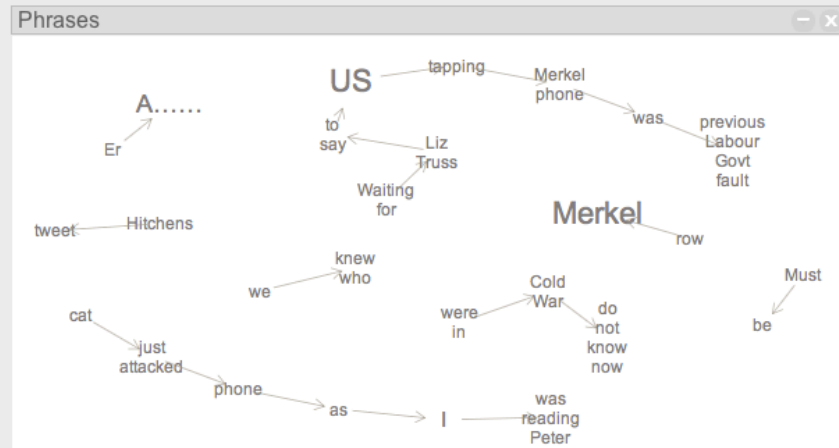 Phrases
US
tapping
Merkel
phone
was
previous
Labour
Govt
fault
A......
Er
to
say
Liz
Truss
Waiting
for
Merkel
row
tweet
Hitchens
knew
who
we
Cold
War
were
in
do
not
know
now
Must
be
cat
just
attacked
phone
as
I
was
reading
Peter